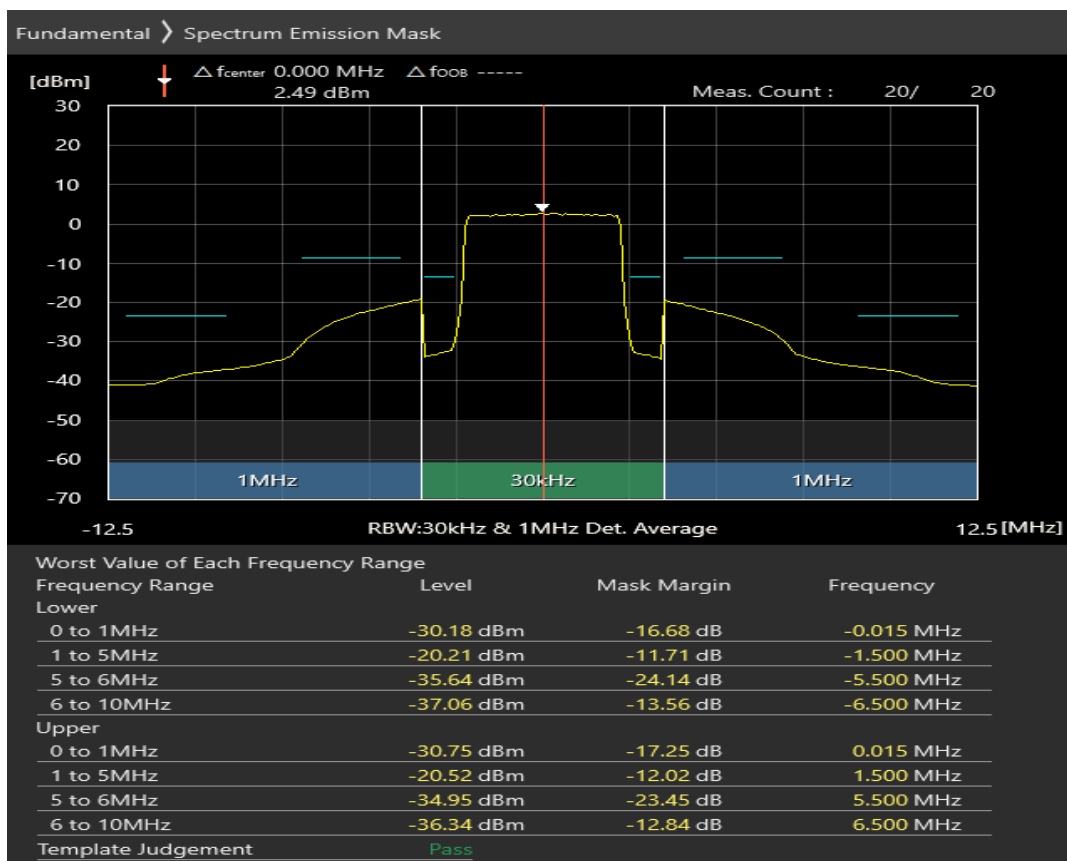 Fundamental 〉 Spectrum Emission Mask
△ fcenter 0.000 MHz △ fOOB -----
[dBm] 2.49 dBm Meas. Count : 20/ 20
30
20
10
0
-10
-20
-30
-40
-50
-60
-70
1MHz 30kHz 1MHz
-12.5 RBW:30kHz & 1MHz Det. Average 12.5 [MHz]
Worst Value of Each Frequency Range
Frequency Range Level Mask Margin Frequency
Lower
0 to 1MHz -30.18 dBm -16.68 dB -0.015 MHz
1 to 5MHz -20.21 dBm -11.71 dB -1.500 MHz
5 to 6MHz -35.64 dBm -24.14 dB -5.500 MHz
6 to 10MHz -37.06 dBm -13.56 dB -6.500 MHz
Upper
0 to 1MHz -30.75 dBm -17.25 dB 0.015 MHz
1 to 5MHz -20.52 dBm -12.02 dB 1.500 MHz
5 to 6MHz -34.95 dBm -23.45 dB 5.500 MHz
6 to 10MHz -36.34 dBm -12.84 dB 6.500 MHz
Template Judgement Pass